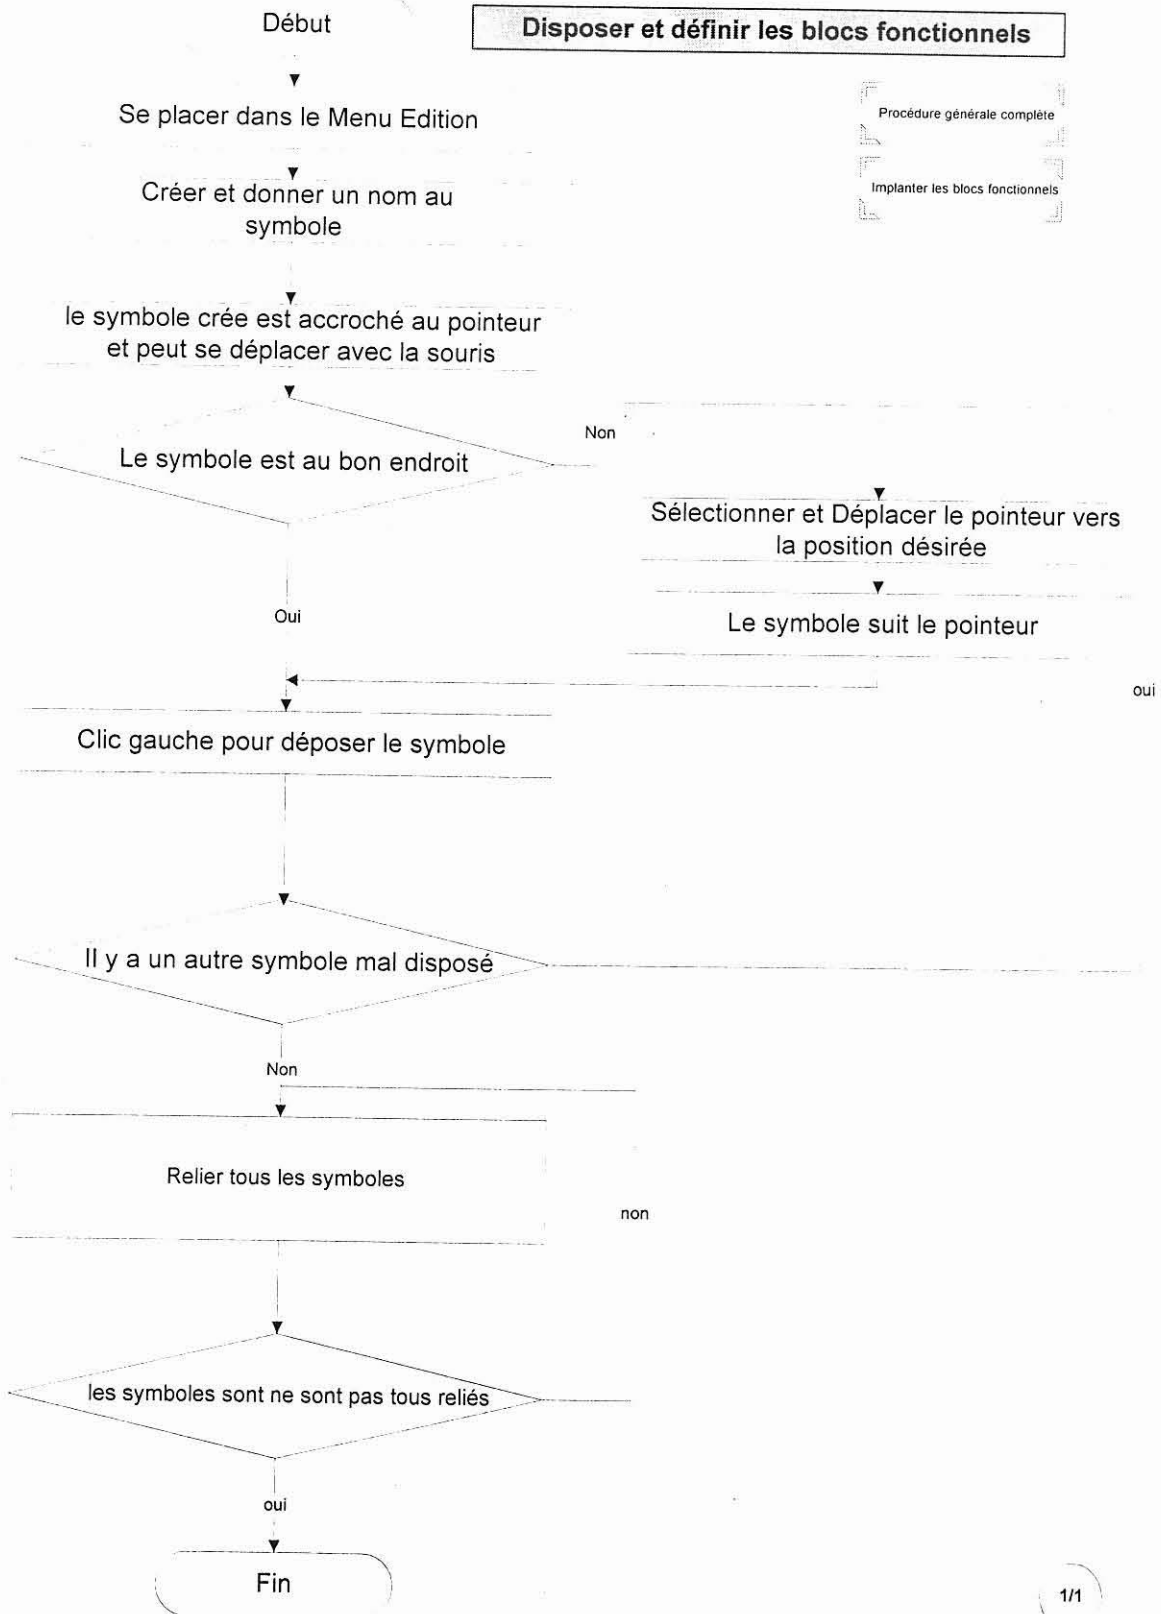 Début
Disposer et définir les blocs fonctionnels
Se placer dans le Menu Edition
Procédure générale complète
Créer et donner un nom au
symbole
Implanter les blocs fonctionnels
le symbole crée est accroché au pointeur
et peut se déplacer avec la souris
Non
Le symbole est au bon endroit
Sélectionner et Déplacer le pointeur vers
la position désirée
Oui
Le symbole suit le pointeur
oui
Clic gauche pour déposer le symbole
Il y a un autre symbole mal disposé
Non
Relier tous les symboles
non
les symboles sont ne sont pas tous reliés
oui
Fin
1/1